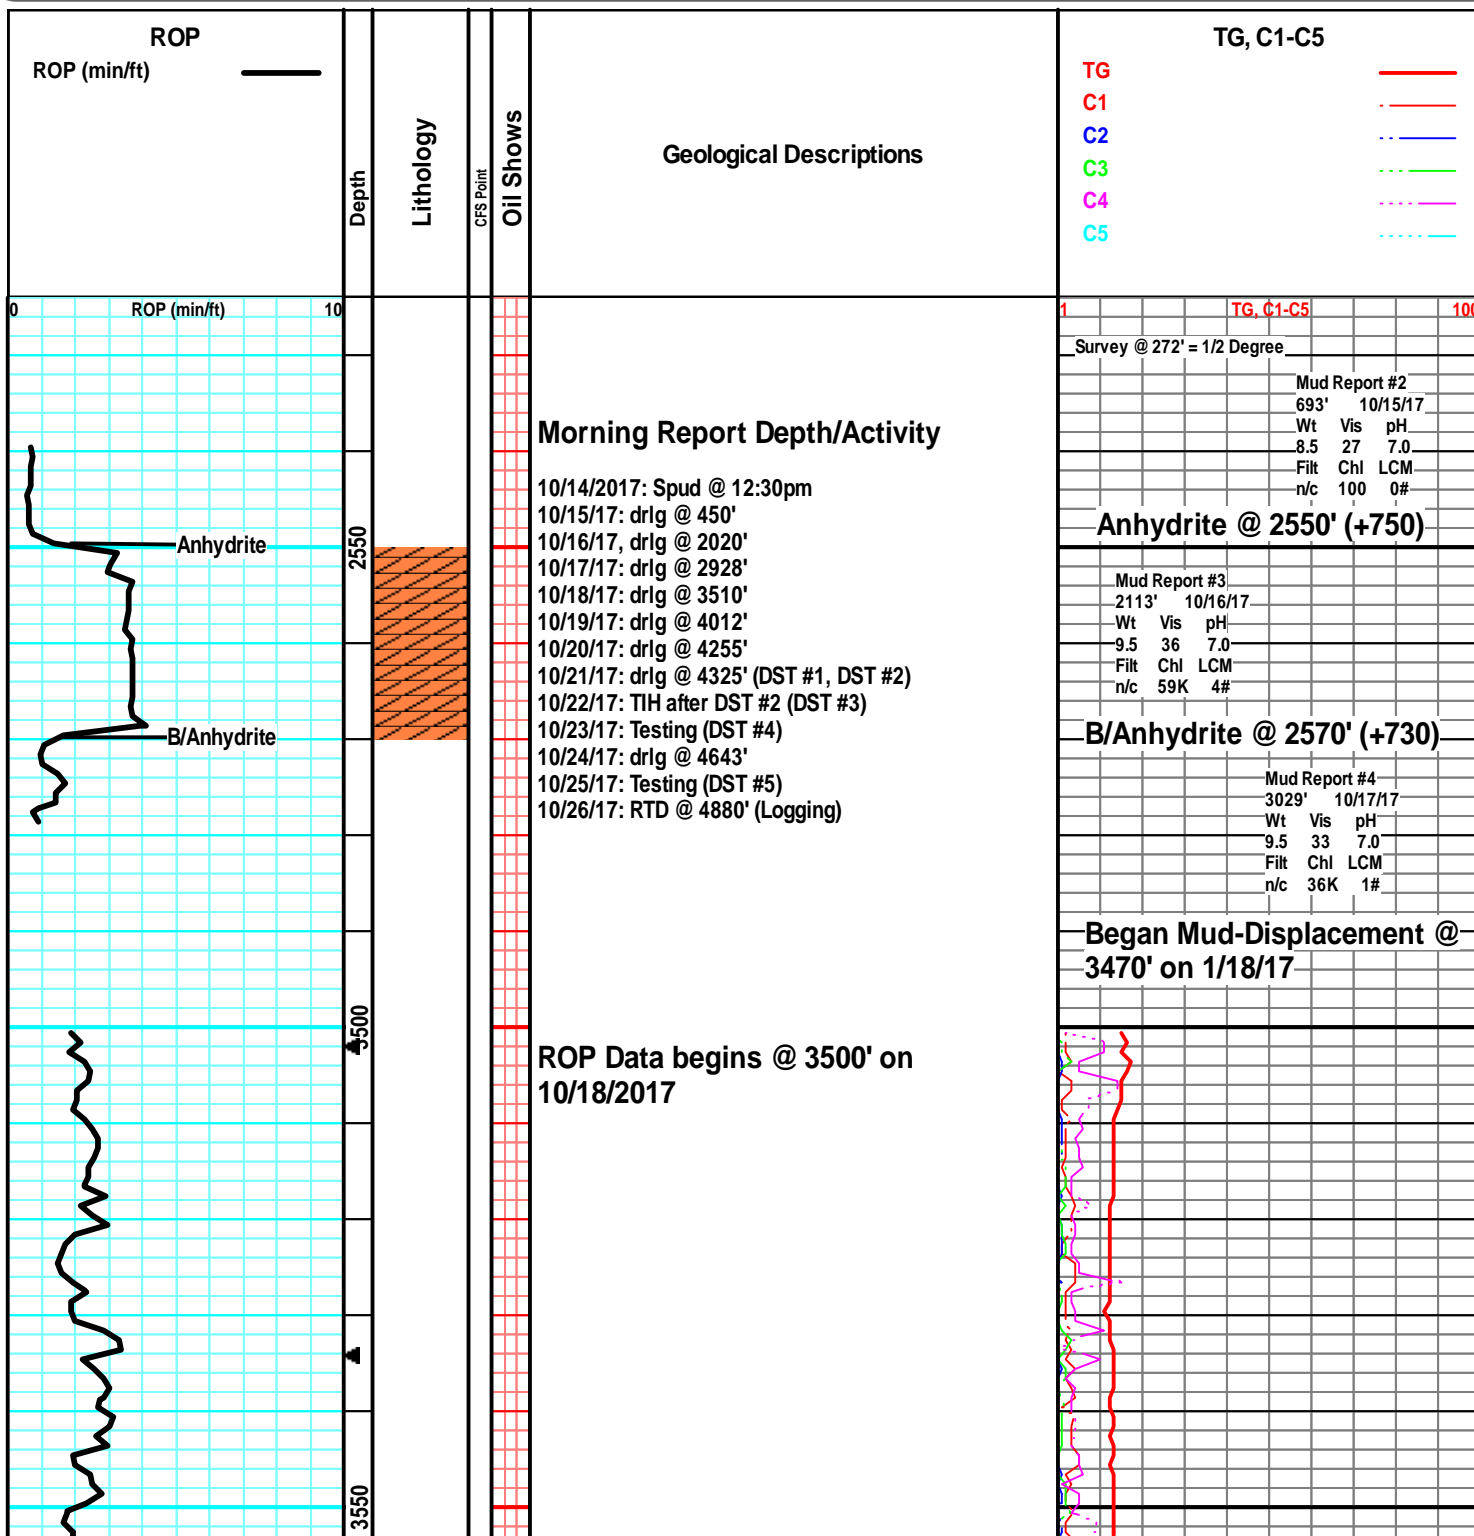 ROP
ROP (min/ft)
Depth
Lithology
CFS Point
Oil Shows
Geological Descriptions
TG, C1-C5
TG
C1
C2
C3
C4
C5
0 ROP (min/ft) 10
1 TG, C1-C5 100
Survey @ 272' = 1/2 Degree
Mud Report #2
693' 10/15/17
Wt Vis pH
8.5 27 7.0
Filt Chl LCM
n/c 100 0#
Morning Report Depth/Activity
10/14/2017: Spud @ 12:30pm
10/15/17: drlg @ 450'
10/16/17, drlg @ 2020'
10/17/17: drlg @ 2928'
10/18/17: drlg @ 3510'
10/19/17: drlg @ 4012'
10/20/17: drlg @ 4255'
10/21/17: drlg @ 4325' (DST #1, DST #2)
10/22/17: TIH after DST #2 (DST #3)
10/23/17: Testing (DST #4)
10/24/17: drlg @ 4643'
10/25/17: Testing (DST #5)
10/26/17: RTD @ 4880' (Logging)
Anhydrite
2550
Anhydrite @ 2550' (+750)
Mud Report #3
2113' 10/16/17
Wt Vis pH
9.5 36 7.0
Filt Chl LCM
n/c 59K 4#
B/Anhydrite
B/Anhydrite @ 2570' (+730)
Mud Report #4
3029' 10/17/17
Wt Vis pH
9.5 33 7.0
Filt Chl LCM
n/c 36K 1#
Began Mud-Displacement @
3470' on 1/18/17
3500
ROP Data begins @ 3500' on
10/18/2017
3550